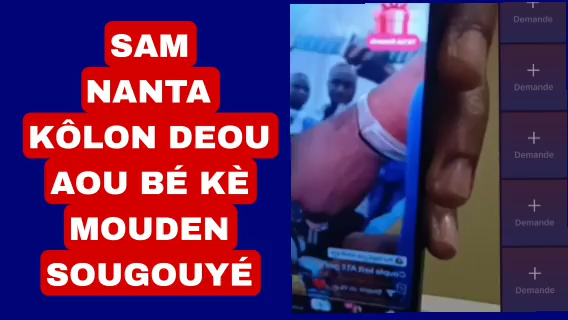 SAM
NANTA
KÔLON DEOU
AOU BÉ KÈ
MOUDEN
SOUGOUYÉ
Demande
Demande
Demande
Demande
Demande